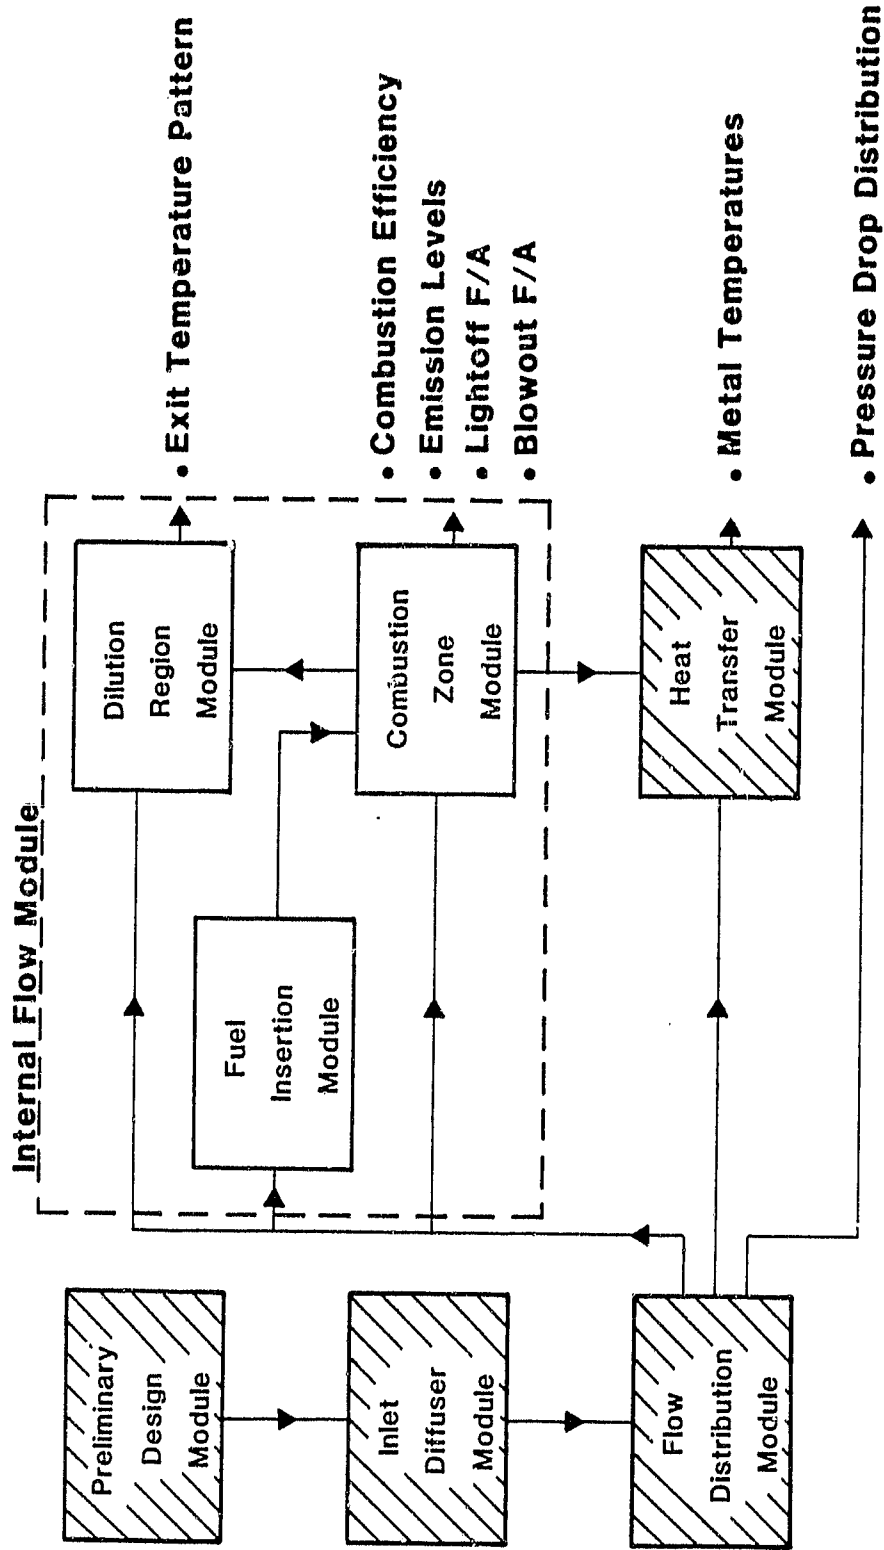 Internal Flow Module
Preliminary
Design
Module
Inlet
Diffuser
Module
Flow
Distribution
Module
Fuel
Insertion
Module
Dilution
Region
Module
Combustion
Zone
Module
Heat
Transfer
Module
• Exit Temperature Pattern
• Combustion Efficiency
• Emission Levels
• Lightoff F/A
• Blowout F/A
• Metal Temperatures
• Pressure Drop Distribution